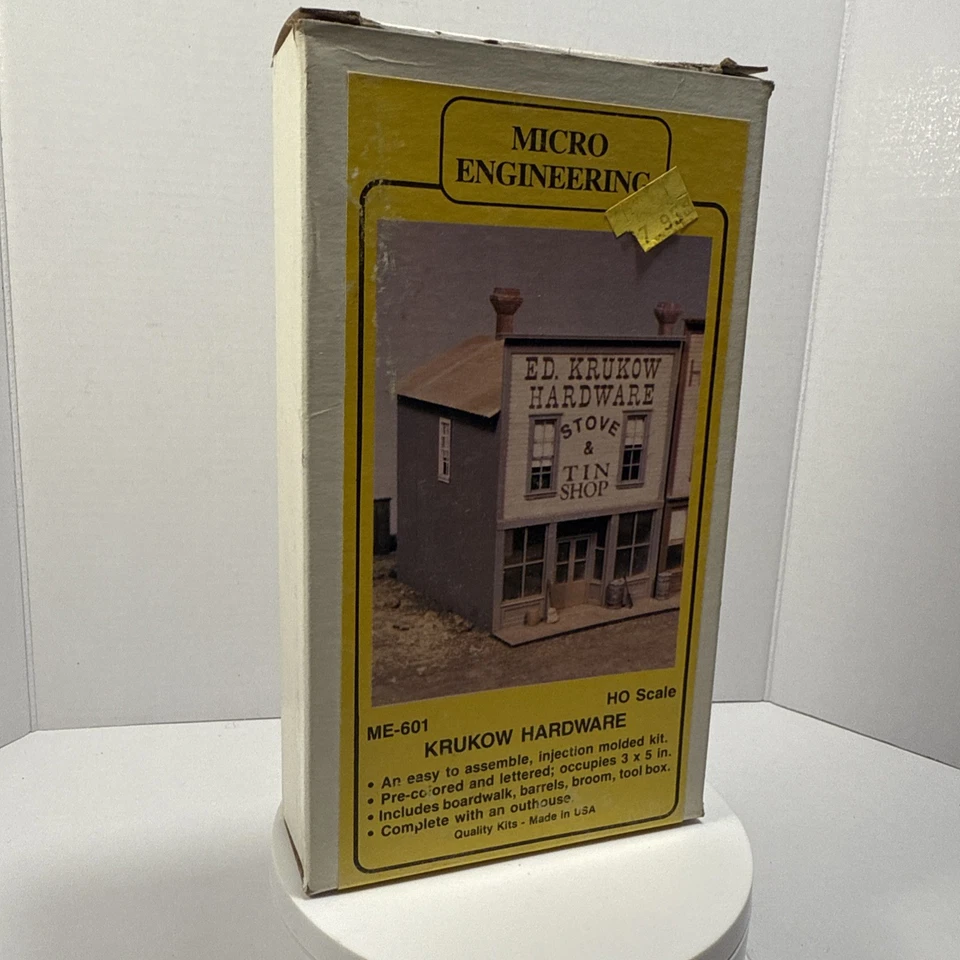 MICRO
ENGINEERING
7.95
ED. KRUKOW
HARDWARE
STOVE
&
TIN
SHOP
H
HO Scale
ME-601
KRUKOW HARDWARE
• An easy to assemble, injection molded kit.
• Pre-colored and lettered; occupies 3 x 5 in.
• Includes boardwalk, barrels, broom, tool box.
• Complete with an outhouse.
Quality Kits - Made in USA